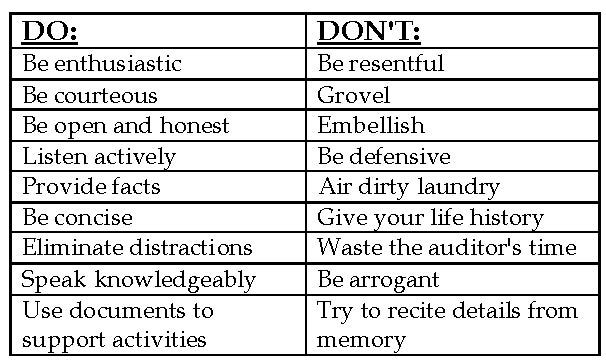 DO: DON'T:
Be enthusiastic Be resentful
Be courteous Grovel
Be open and honest Embellish
Listen actively Be defensive
Provide facts Air dirty laundry
Be concise Give your life history
Eliminate distractions Waste the auditor's time
Speak knowledgeably Be arrogant
Use documents to Try to recite details from
support activities memory